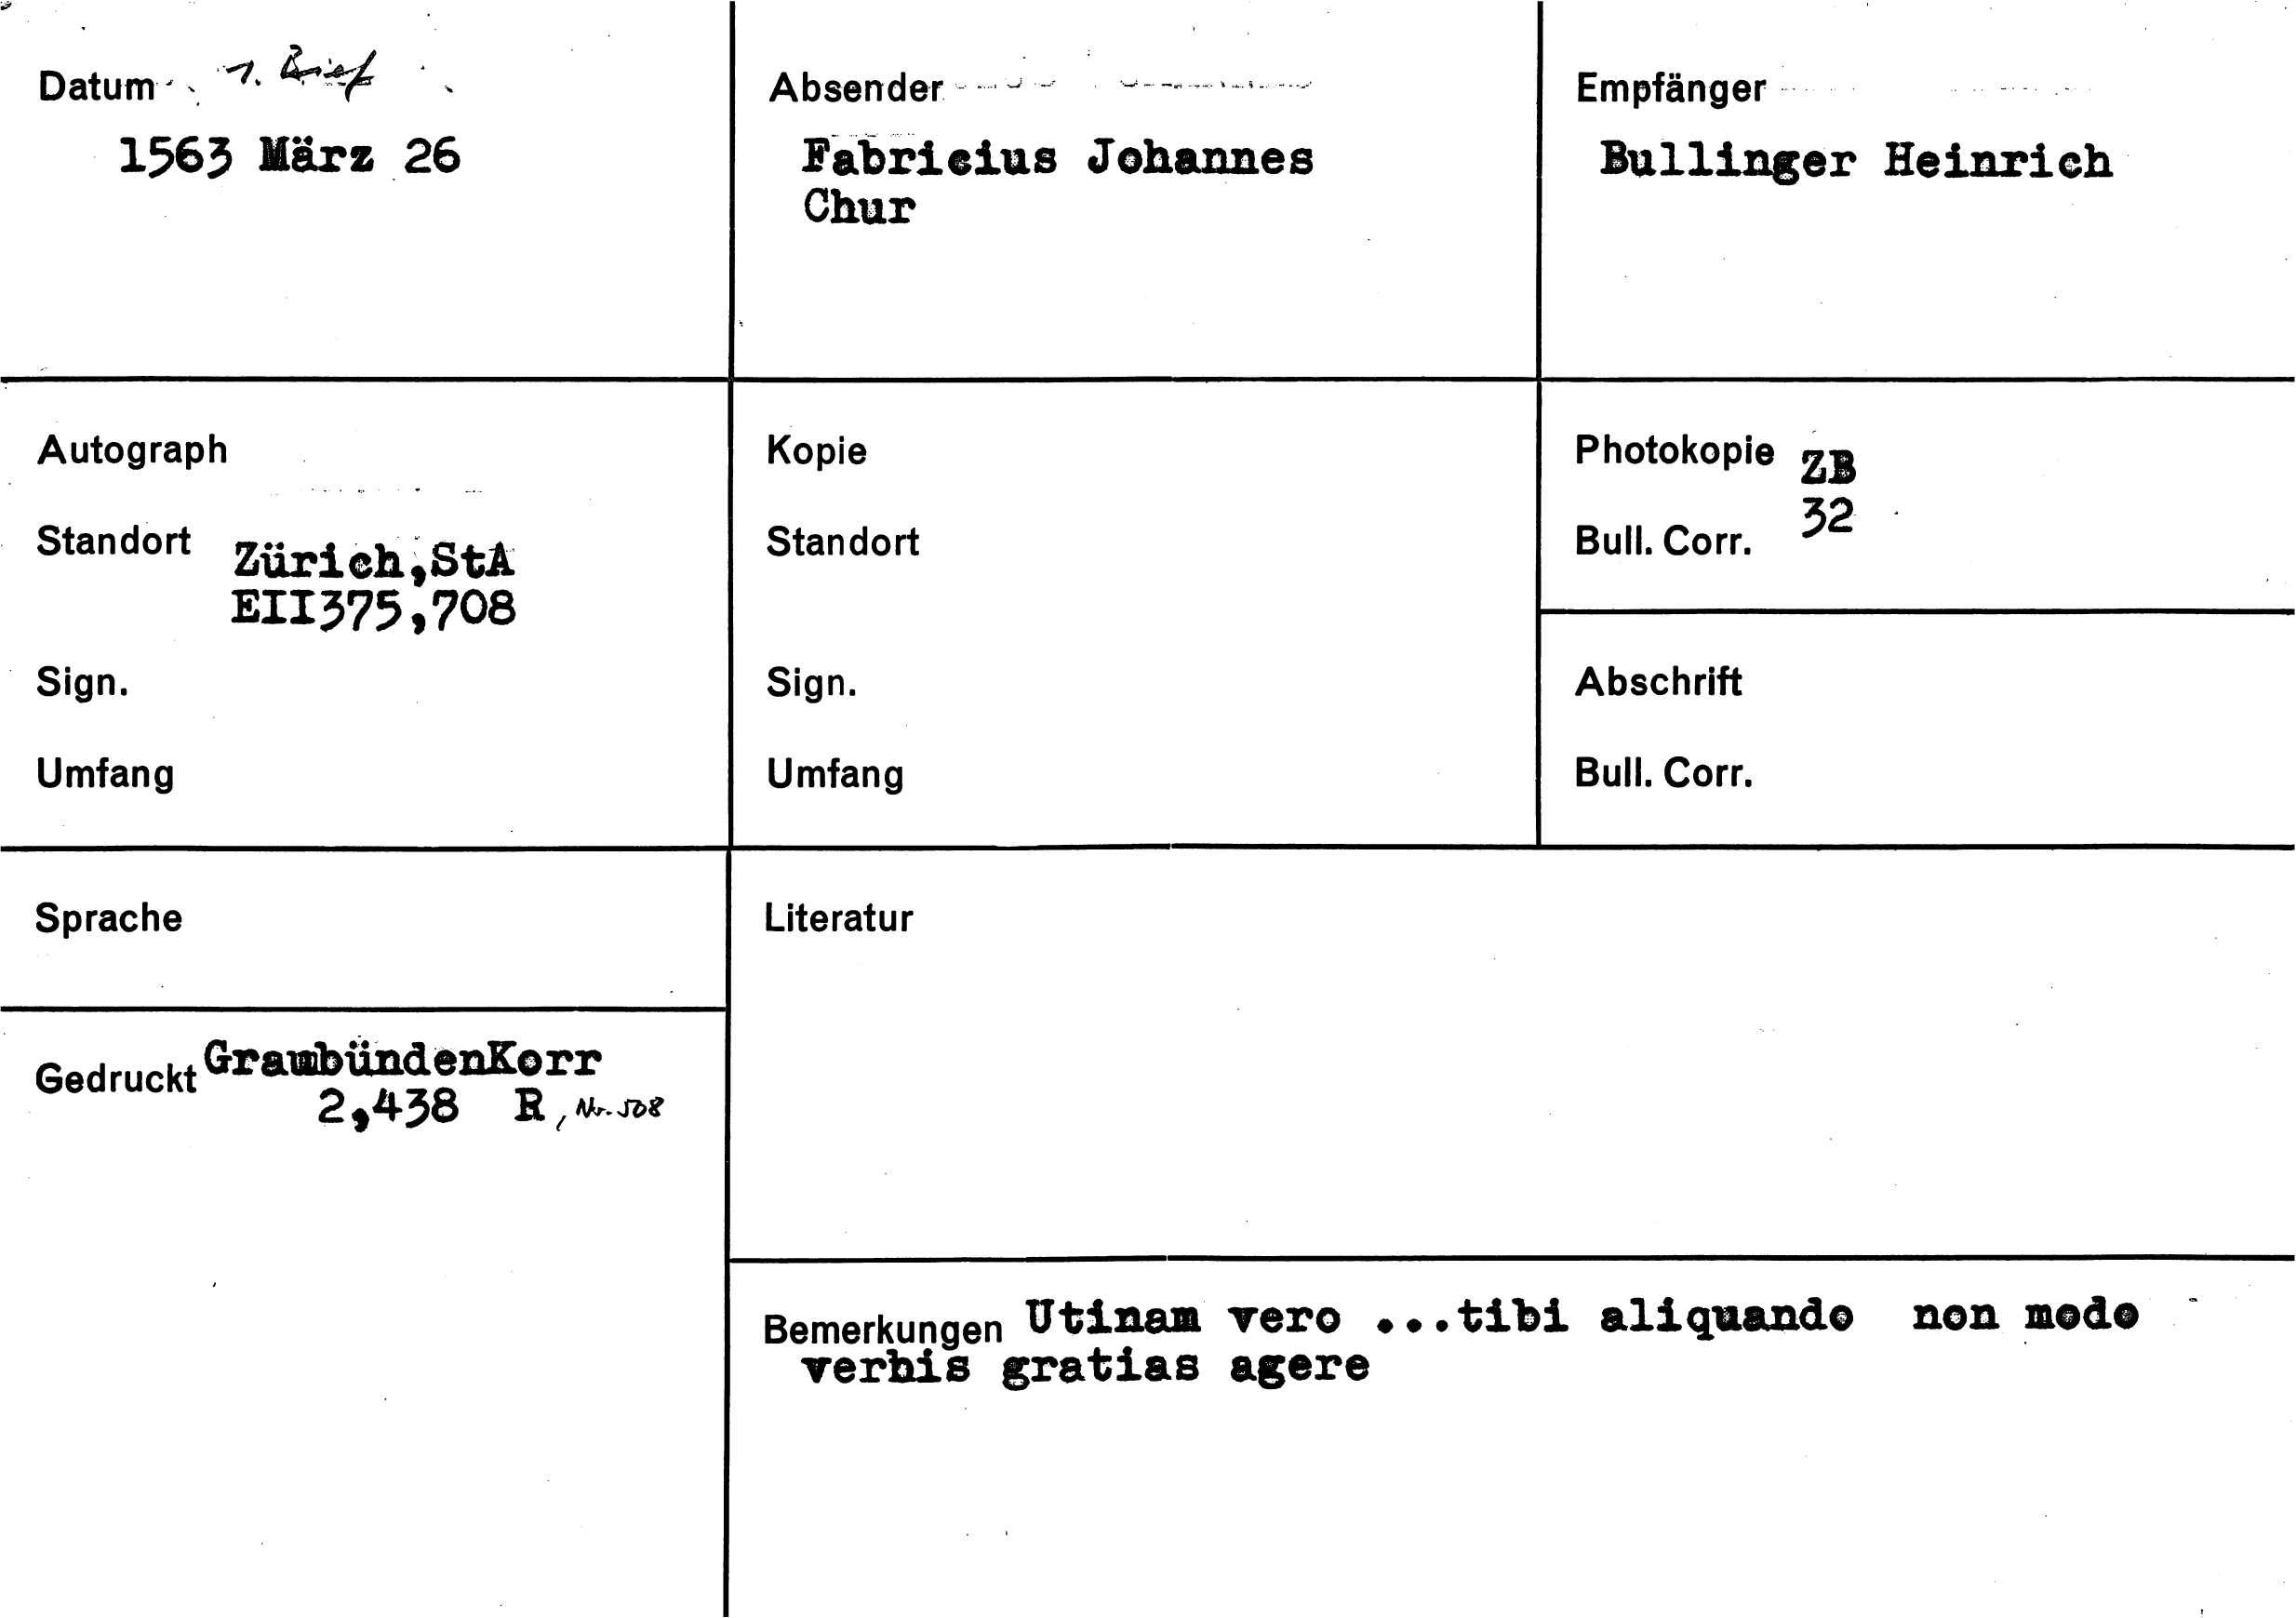 Datum 1. Brief
1563 März 26
Absender
Fabricius Johannes
Chur
Empfänger
Bullinger Heinrich
Autograph
Standort Zürich,StA
EII375,708
Sign.
Umfang
Kopie
Standort
Sign.
Umfang
Photokopie ZB
Bull. Corr. 32
Abschrift
Bull. Corr.
Sprache
Literatur
Gedruckt GraubündenKorr
2,438 R, Nr. 508
Bemerkungen Utinam vero ...tibi aliquando non modo
verbis gratias agere